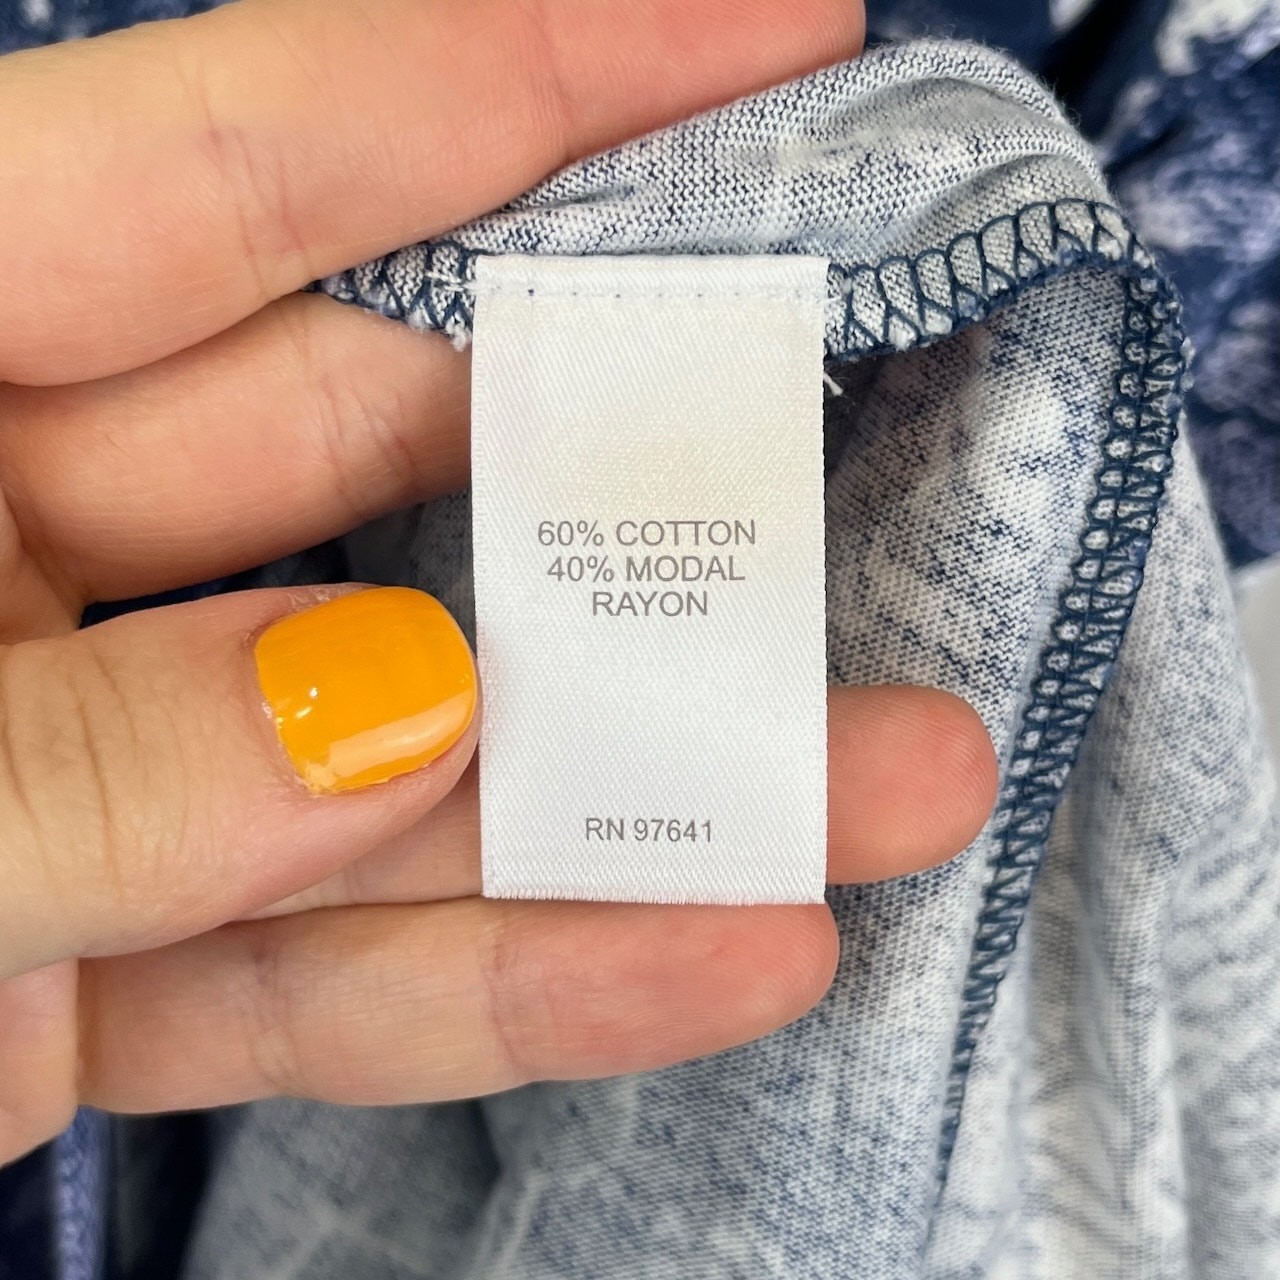 60% COTTON
40% MODAL
RAYON
RN 97641